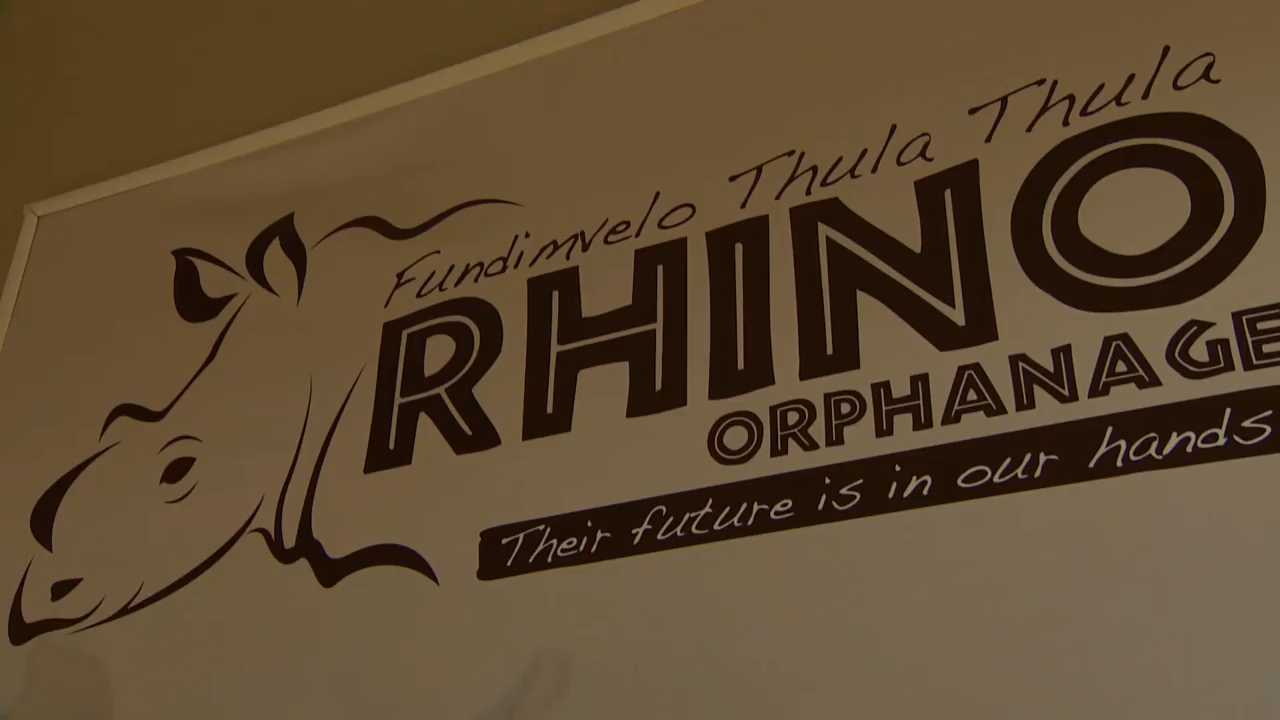 Fundimvelo Thula Thula
RHINO
ORPHANAGE
Their future is in our hands